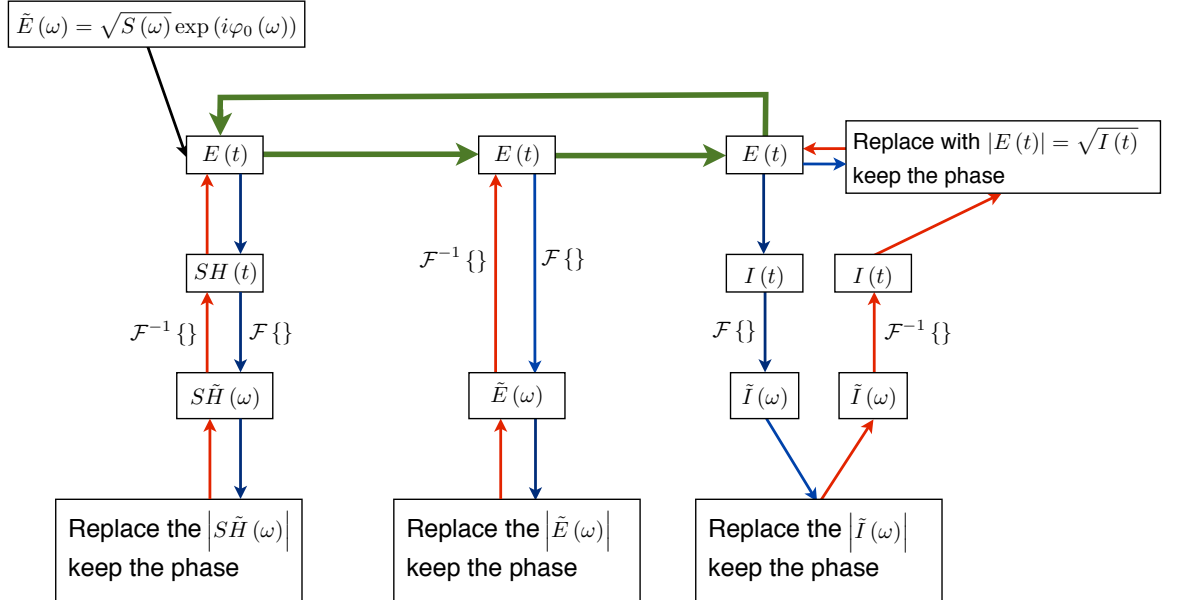 Ẽ(ω) = √S(ω) exp(iφ₀(ω))
E(t)
E(t)
E(t)
Replace with |E(t)| = √I(t)
keep the phase
SH(t)
F⁻¹{}
F{}
I(t)
I(t)
F⁻¹{}
F{}
F{}
F⁻¹{}
SH̃(ω)
Ẽ(ω)
Ĩ(ω)
Ĩ(ω)
Replace the |SH̃(ω)|
keep the phase
Replace the |Ẽ(ω)|
keep the phase
Replace the |Ĩ(ω)|
keep the phase